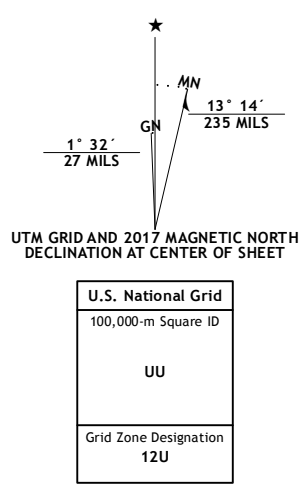 ★
MN
GN
13° 14´
235 MILS
1° 32´
27 MILS
UTM GRID AND 2017 MAGNETIC NORTH
DECLINATION AT CENTER OF SHEET
U.S. National Grid
100,000-m Square ID
UU
Grid Zone Designation
12U